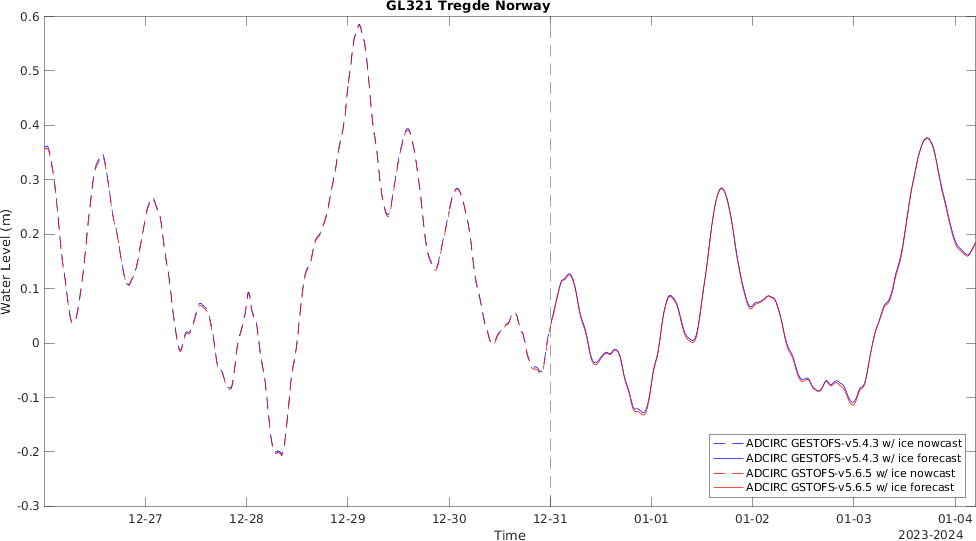 GL321 Tregde Norway
0.6
0.5
0.4
0.3
0.2
0.1
0
-0.1
-0.2
-0.3
Water Level (m)
ADCIRC GESTOFS-v5.4.3 w/ ice nowcast
ADCIRC GESTOFS-v5.4.3 w/ ice forecast
ADCIRC GSTOFS-v5.6.5 w/ ice nowcast
ADCIRC GSTOFS-v5.6.5 w/ ice forecast
12-27 12-28 12-29 12-30 12-31 01-01 01-02 01-03 01-04
Time
2023-2024